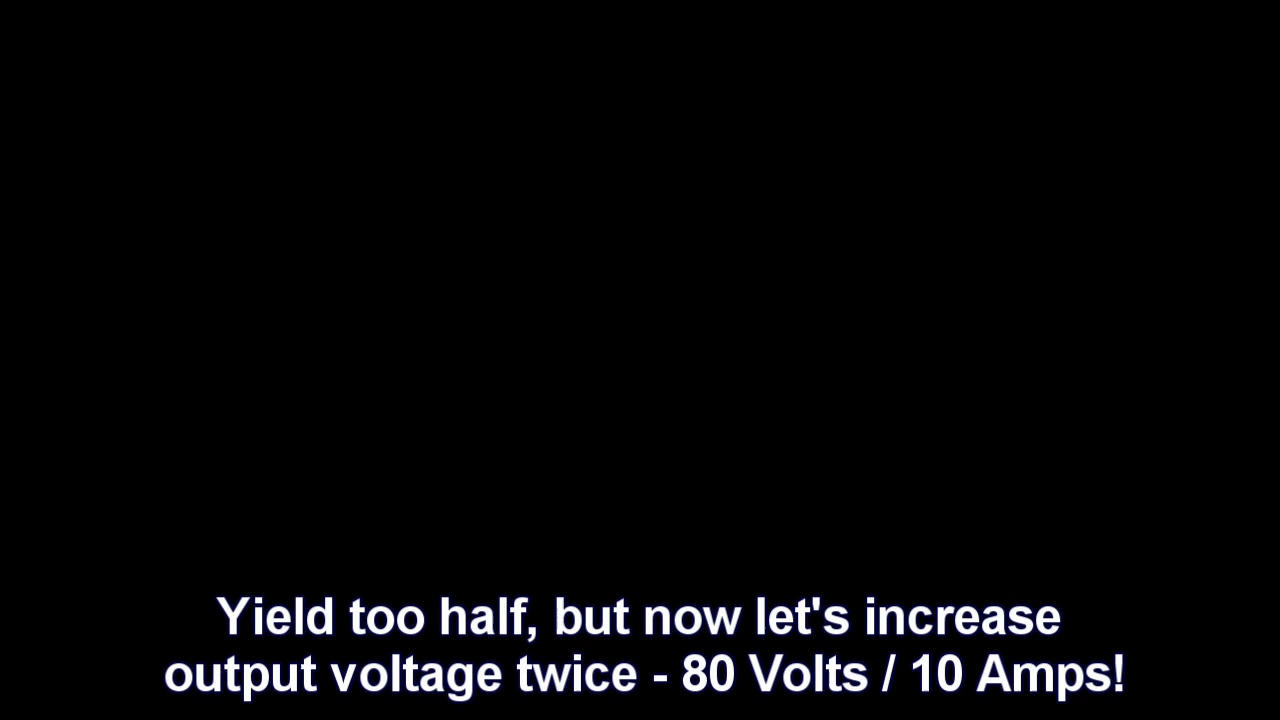 Yield too half, but now let's increase
output voltage twice - 80 Volts / 10 Amps!